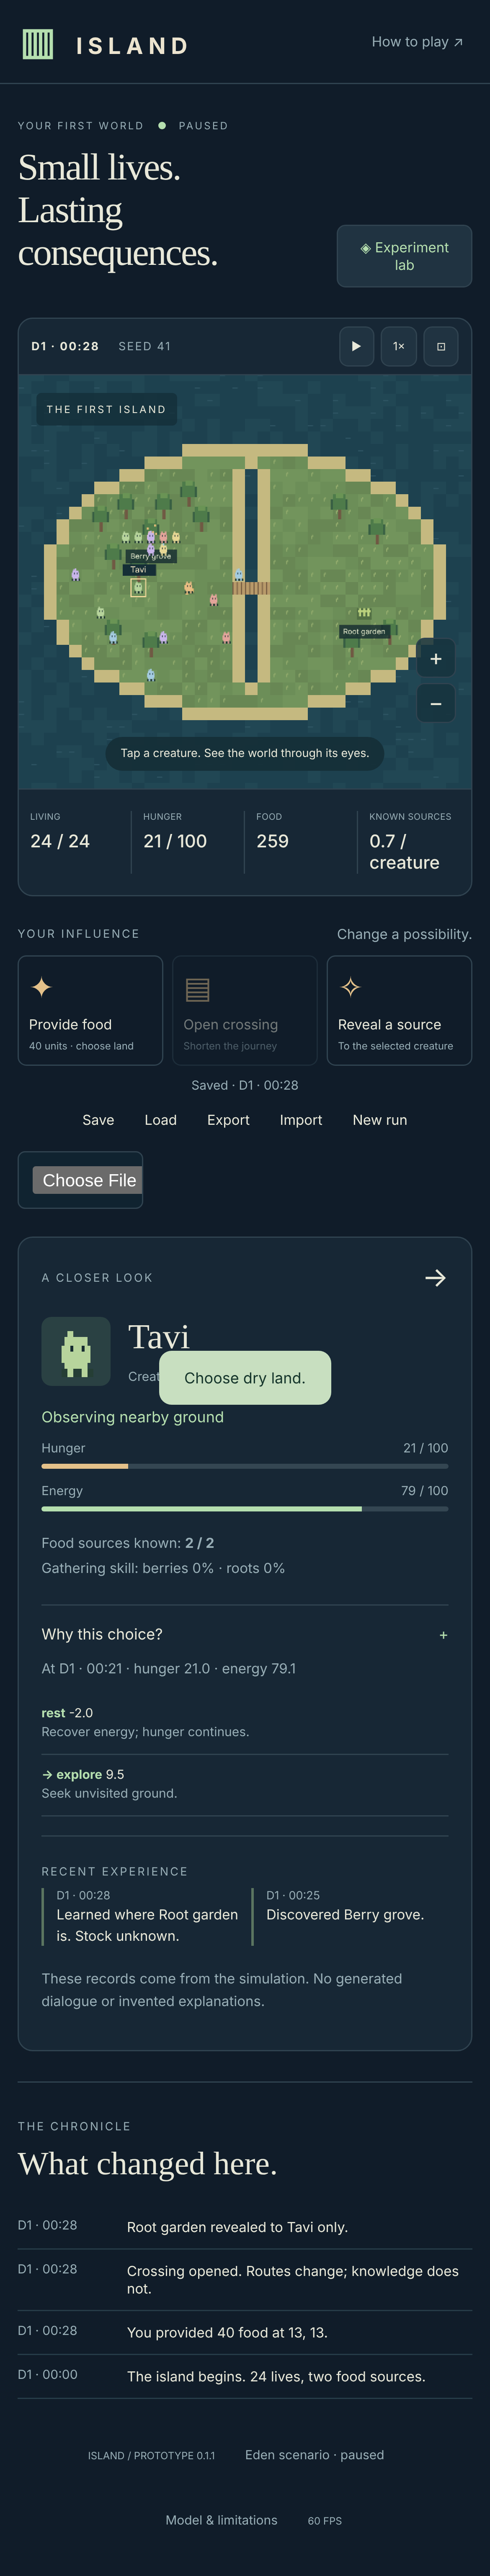 ISLAND
How to play ↗
YOUR FIRST WORLD ● PAUSED
Small lives.
Lasting
consequences.
◈ Experiment
lab
D1 · 00:28 SEED 41
▶ 1× ⊡
THE FIRST ISLAND
Berry grove
Tavi
Root garden
+
−
Tap a creature. See the world through its eyes.
LIVING HUNGER FOOD KNOWN SOURCES
24 / 24 21 / 100 259 0.7 /
creature
YOUR INFLUENCE Change a possibility.
✦ ▤ ✧
Provide food Open crossing Reveal a source
40 units · choose land Shorten the journey To the selected creature
Saved · D1 · 00:28
Save Load Export Import New run
Choose File
A CLOSER LOOK →
Tavi
Creat
Choose dry land.
Observing nearby ground
Hunger 21 / 100
Energy 79 / 100
Food sources known: 2 / 2
Gathering skill: berries 0% · roots 0%
Why this choice? +
At D1 · 00:21 · hunger 21.0 · energy 79.1
rest -2.0
Recover energy; hunger continues.
→ explore 9.5
Seek unvisited ground.
RECENT EXPERIENCE
D1 · 00:28
Learned where Root garden
is. Stock unknown.
D1 · 00:25
Discovered Berry grove.
These records come from the simulation. No generated
dialogue or invented explanations.
THE CHRONICLE
What changed here.
D1 · 00:28 Root garden revealed to Tavi only.
D1 · 00:28 Crossing opened. Routes change; knowledge does
not.
D1 · 00:28 You provided 40 food at 13, 13.
D1 · 00:00 The island begins. 24 lives, two food sources.
ISLAND / PROTOTYPE 0.1.1 Eden scenario · paused
Model & limitations 60 FPS